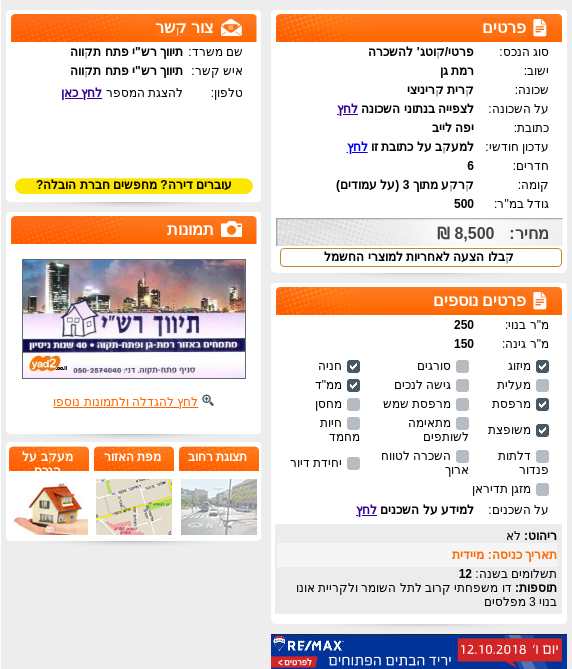 פרטים
סוג הנכס: פרטי/קוטג' להשכרה
ישוב: רמת גן
שכונה: קרית קריניצי
על השכונה: לצפייה בנתוני השכונה לחץ
כתובת: יפה לייב
עדכון חודשי: למעקב על כתובת זו לחץ
חדרים: 6
קומה: קרקע מתוך 3 (על עמודים)
גודל במ"ר: 500
מחיר: 8,500 ₪
קבלו הצעה לאחריות למוצרי החשמל
פרטים נוספים
מ"ר בנוי: 250
מ"ר גינה: 150
מיזוג סורגים חניה
מעלית גישה לנכים ממ"ד
מרפסת מרפסת שמש מחסן
משופצת מתאימה לשותפים חיות מחמד
דלתות פנדור השכרה לטווח ארוך יחידת דיור
מזגן תדיראן
על השכנים: למידע על השכנים לחץ
ריהוט: לא
תאריך כניסה: מיידית
תשלומים בשנה: 12
תוספות: דו משפחתי קרוב לתל השומר ולקריית אונו
בנוי 3 מפלסים
RE/MAX
יום ו' 12.10.2018
יריד הבתים הפתוחים
לפרטים >
צור קשר
שם משרד: תיווך רש"י פתח תקווה
איש קשר: תיווך רש"י פתח תקווה
טלפון: להצגת המספר לחץ כאן
עוברים דירה? מחפשים חברת הובלה?
תמונות
תיווך רש"י
מתמחים באזור רמת-גן ופתח-תקווה • 40 שנות ניסיון
yad2.co.il
סניף פתח-תקווה, דני: 050-2574040
לחץ להגדלה ולתמונות נוספו
תצוגת רחוב
מפת האזור
מעקב על
הנכס